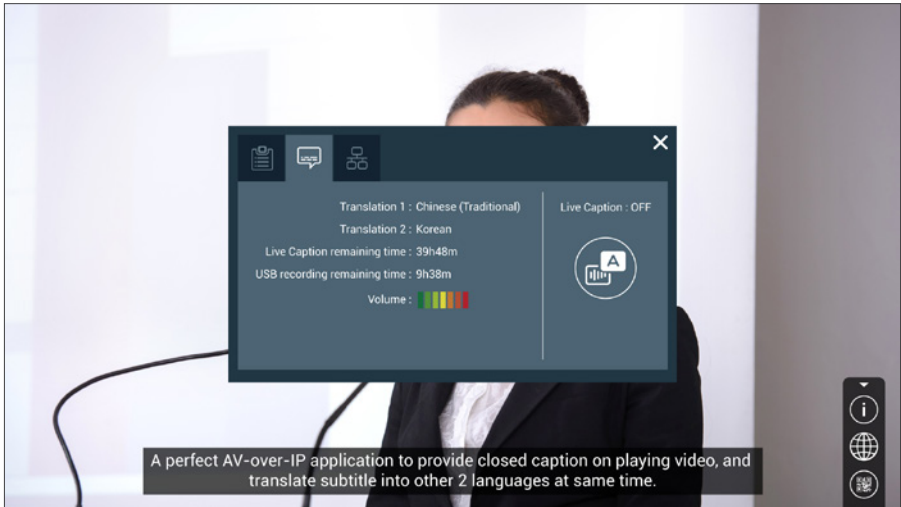 Translation 1 : Chinese (Traditional)
Translation 2 : Korean
Live Caption remaining time : 39h48m
USB recording remaining time : 9h38m
Volume :
Live Caption : OFF
A
i
A perfect AV-over-IP application to provide closed caption on playing video, and
translate subtitle into other 2 languages at same time.